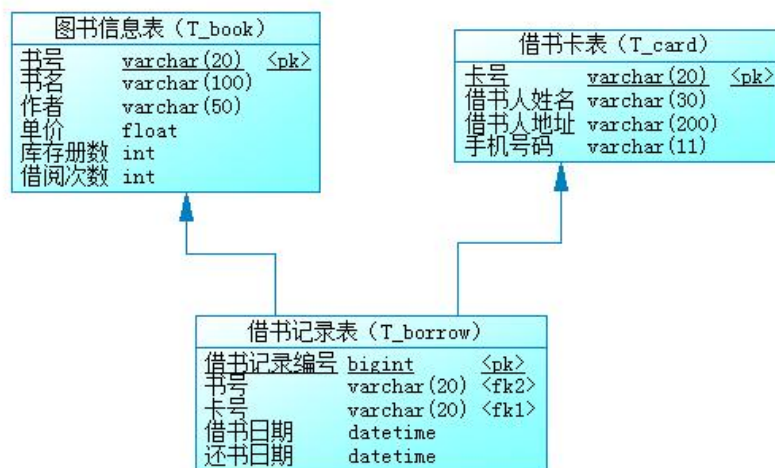 图书信息表（T_book）
书号 varchar(20) <pk>
书名 varchar(100)
作者 varchar(50)
单价 float
库存册数 int
借阅次数 int
借书卡表（T_card）
卡号 varchar(20) <pk>
借书人姓名 varchar(30)
借书人地址 varchar(200)
手机号码 varchar(11)
借书记录表（T_borrow）
借书记录编号 bigint <pk>
书号 varchar(20) <fk2>
卡号 varchar(20) <fk1>
借书日期 datetime
还书日期 datetime